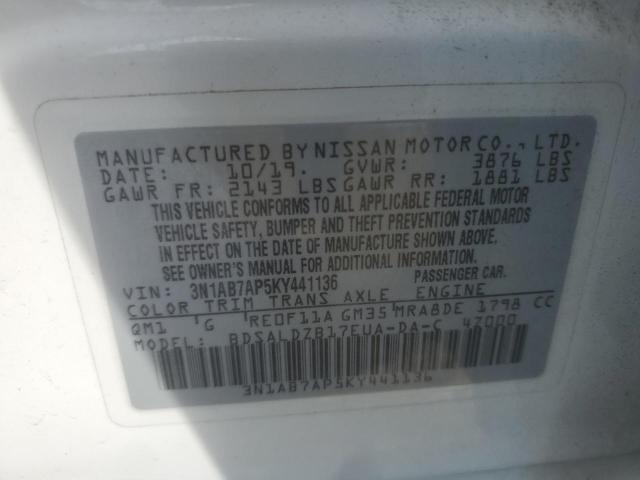 MANUFACTURED BY NISSAN MOTOR CO., LTD.
DATE: 10/19. GVWR: 3876 LBS
GAWR FR: 2143 LBS GAWR RR: 1881 LBS
THIS VEHICLE CONFORMS TO ALL APPLICABLE FEDERAL MOTOR
VEHICLE SAFETY, BUMPER AND THEFT PREVENTION STANDARDS
IN EFFECT ON THE DATE OF MANUFACTURE SHOWN ABOVE.
SEE OWNER'S MANUAL FOR ADDITIONAL INFORMATION.
VIN: 3N1AB7AP5KY441136 PASSENGER CAR.
COLOR TRIM TRANS AXLE ENGINE
QM1 G RE0F11A GM35 MRA8DE 1798 CC
MODEL: BDSALDZB17EUA-DA-C 47000
3N1AB7AP5KY441136